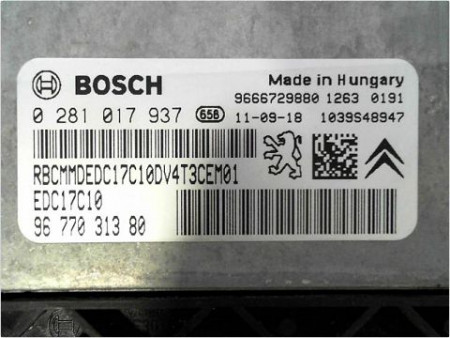 BOSCH
Made in Hungary
9666729880 1263 0191
0 281 017 937 658 11-09-18 1039S48947
RBCMMDEDC17C10DV4T3CEM01
EDC17C10
96 770 313 80